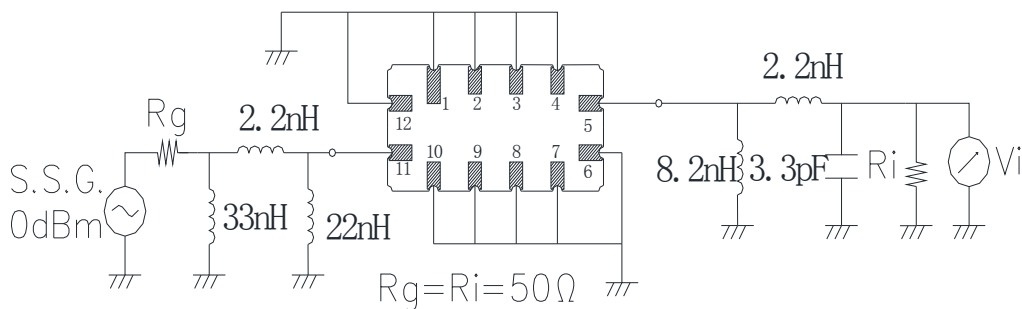 S.S.G.
0dBm
Rg
2.2nH
33nH
22nH
1
2
3
4
12
5
11
10
9
8
7
6
2.2nH
8.2nH
3.3pF
Ri
Vi
Rg=Ri=50Ω